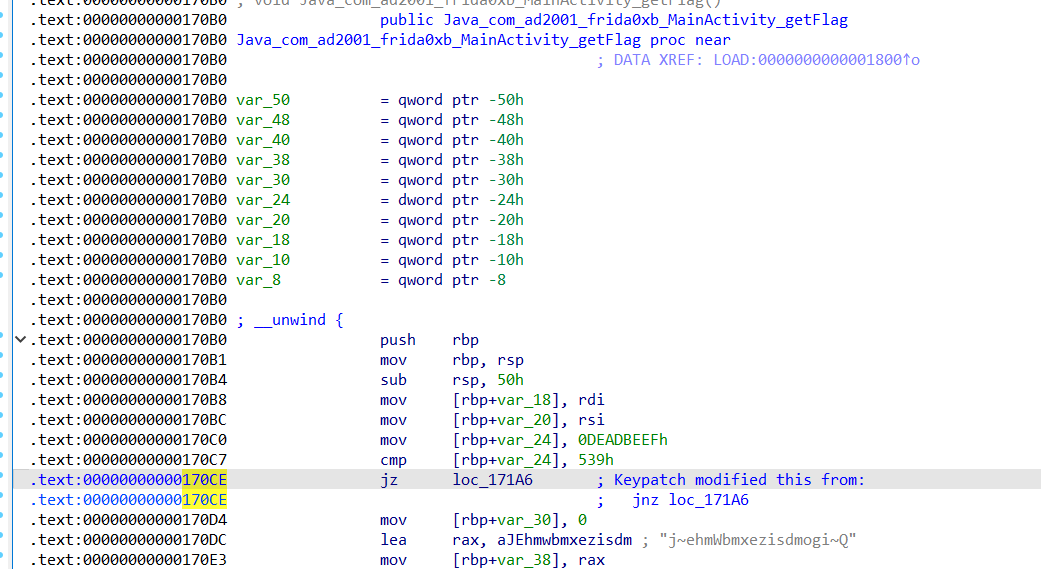 .text:00000000000170B0 ; void Java_com_ad2001_frida0xb_MainActivity_getFlag()
.text:00000000000170B0                 public Java_com_ad2001_frida0xb_MainActivity_getFlag
.text:00000000000170B0 Java_com_ad2001_frida0xb_MainActivity_getFlag proc near
.text:00000000000170B0                                         ; DATA XREF: LOAD:0000000000001800↑o
.text:00000000000170B0
.text:00000000000170B0 var_50          = qword ptr -50h
.text:00000000000170B0 var_48          = qword ptr -48h
.text:00000000000170B0 var_40          = qword ptr -40h
.text:00000000000170B0 var_38          = qword ptr -38h
.text:00000000000170B0 var_30          = qword ptr -30h
.text:00000000000170B0 var_24          = dword ptr -24h
.text:00000000000170B0 var_20          = qword ptr -20h
.text:00000000000170B0 var_18          = qword ptr -18h
.text:00000000000170B0 var_10          = qword ptr -10h
.text:00000000000170B0 var_8           = qword ptr -8
.text:00000000000170B0
.text:00000000000170B0 ; __unwind {
.text:00000000000170B0                 push    rbp
.text:00000000000170B1                 mov     rbp, rsp
.text:00000000000170B4                 sub     rsp, 50h
.text:00000000000170B8                 mov     [rbp+var_18], rdi
.text:00000000000170BC                 mov     [rbp+var_20], rsi
.text:00000000000170C0                 mov     [rbp+var_24], 0DEADBEEFh
.text:00000000000170C7                 cmp     [rbp+var_24], 539h
.text:00000000000170CE                 jz      loc_171A6       ; Keypatch modified this from:
.text:00000000000170CE                                         ;   jnz loc_171A6
.text:00000000000170D4                 mov     [rbp+var_30], 0
.text:00000000000170DC                 lea     rax, aJEhmWbmxezisdm ; "j~ehmWbmxezisdmogi~Q"
.text:00000000000170E3                 mov     [rbp+var_38], rax